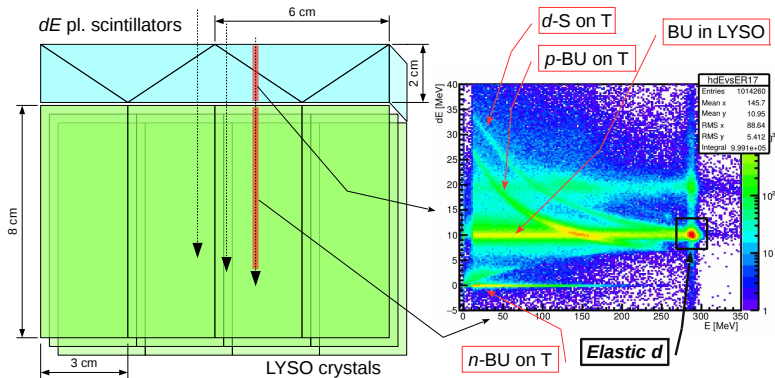 dE pl. scintillators
6 cm
2 cm
8 cm
3 cm
LYSO crystals
d-S on T
p-BU on T
BU in LYSO
hdEvsER17
Entries 1014260
Mean x 145.7
Mean y 10.95
RMS x 88.64
RMS y 5.412
Integral 9.991e+05
dE [MeV]
40
35
30
25
20
15
10
5
0
−5
0 50 100 150 200 250 300 350
E [MeV]
10²
10
1
n-BU on T
Elastic d